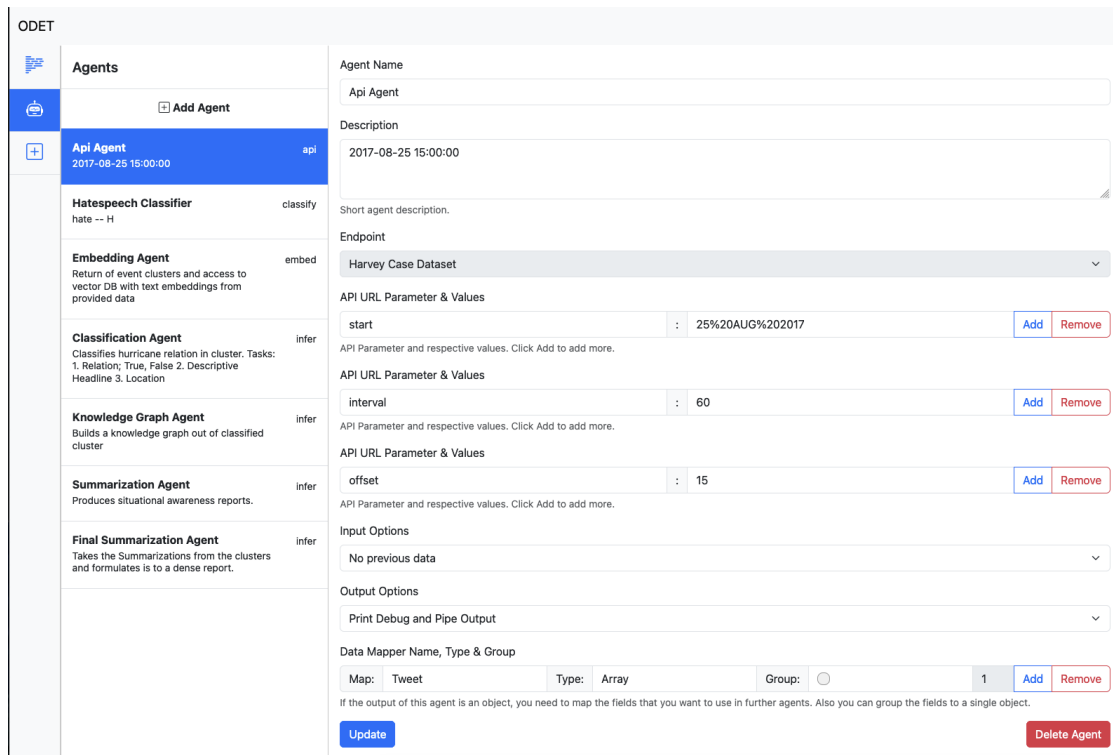 ODET
Agents
Add Agent
Api Agent
api
2017-08-25 15:00:00
Hatespeech Classifier
classify
hate -- H
Embedding Agent
embed
Return of event clusters and access to
vector DB with text embeddings from
provided data
Classification Agent
infer
Classifies hurricane relation in cluster. Tasks:
1. Relation; True, False 2. Descriptive
Headline 3. Location
Knowledge Graph Agent
infer
Builds a knowledge graph out of classified
cluster
Summarization Agent
infer
Produces situational awareness reports.
Final Summarization Agent
infer
Takes the Summarizations from the clusters
and formulates is to a dense report.
Agent Name
Api Agent
Description
2017-08-25 15:00:00
Short agent description.
Endpoint
Harvey Case Dataset
API URL Parameter & Values
start : 25%20AUG%202017 Add Remove
API Parameter and respective values. Click Add to add more.
API URL Parameter & Values
interval : 60 Add Remove
API Parameter and respective values. Click Add to add more.
API URL Parameter & Values
offset : 15 Add Remove
API Parameter and respective values. Click Add to add more.
Input Options
No previous data
Output Options
Print Debug and Pipe Output
Data Mapper Name, Type & Group
Map: Tweet Type: Array Group: 1 Add Remove
If the output of this agent is an object, you need to map the fields that you want to use in further agents. Also you can group the fields to a single object.
Update
Delete Agent